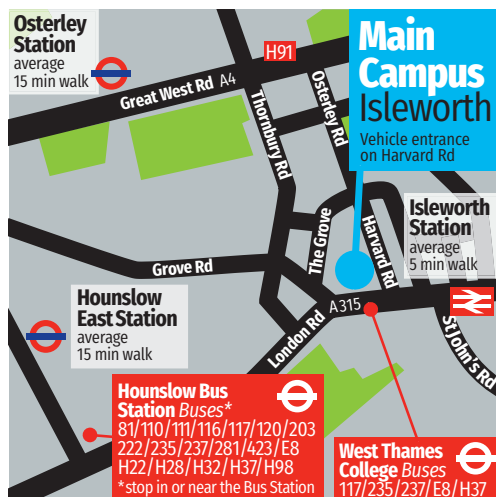 Osterley
Station
average
15 min walk
H91
Great West Rd A4
Thornbury Rd
Osterley Rd
Main
Campus
Isleworth
Vehicle entrance
on Harvard Rd
Isleworth
Station
average
5 min walk
The Grove
Harvard Rd
Grove Rd
A315
London Rd
St John's Rd
Hounslow
East Station
average
15 min walk
Hounslow Bus
Station Buses*
81/110/111/116/117/120/203
222/235/237/281/423/E8
H22/H28/H32/H37/H98
*stop in or near the Bus Station
West Thames
College Buses
117/235/237/E8/H37